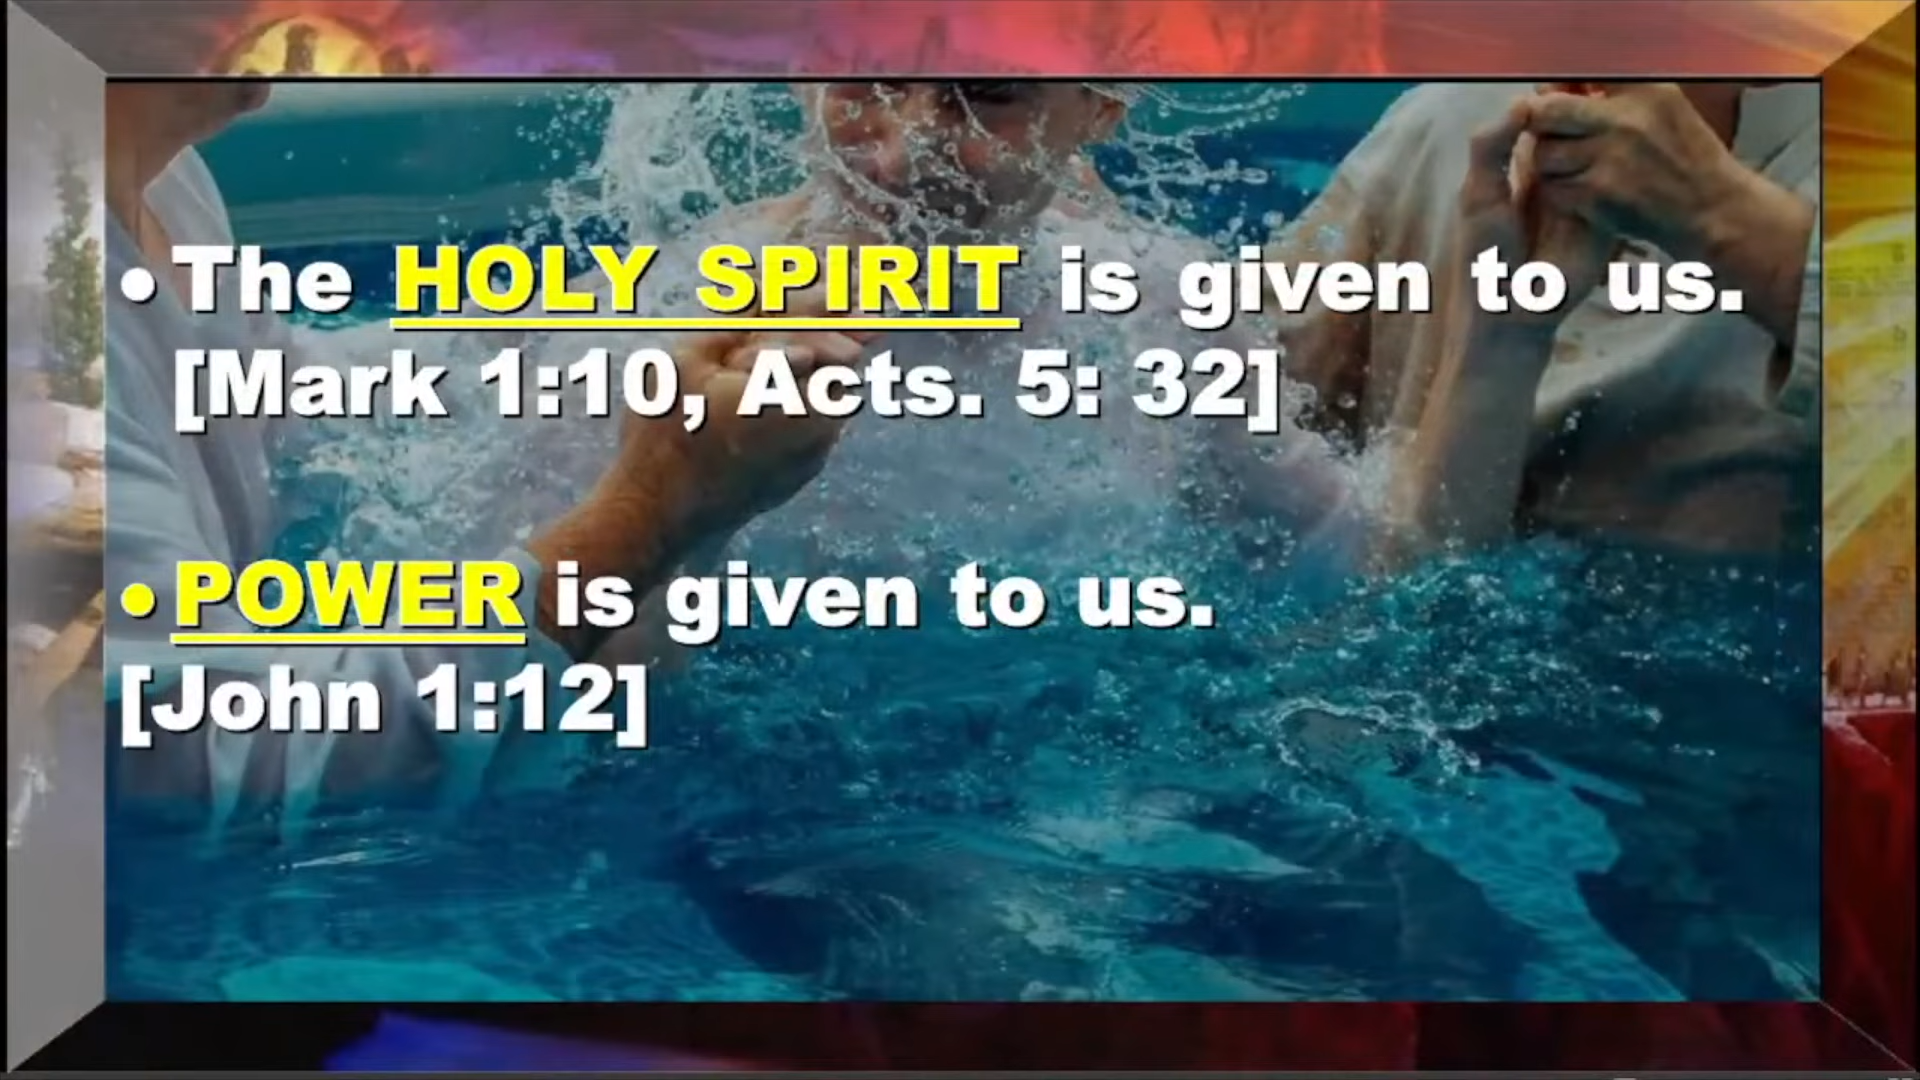 • The HOLY SPIRIT is given to us.
[Mark 1:10, Acts. 5: 32]
• POWER is given to us.
[John 1:12]